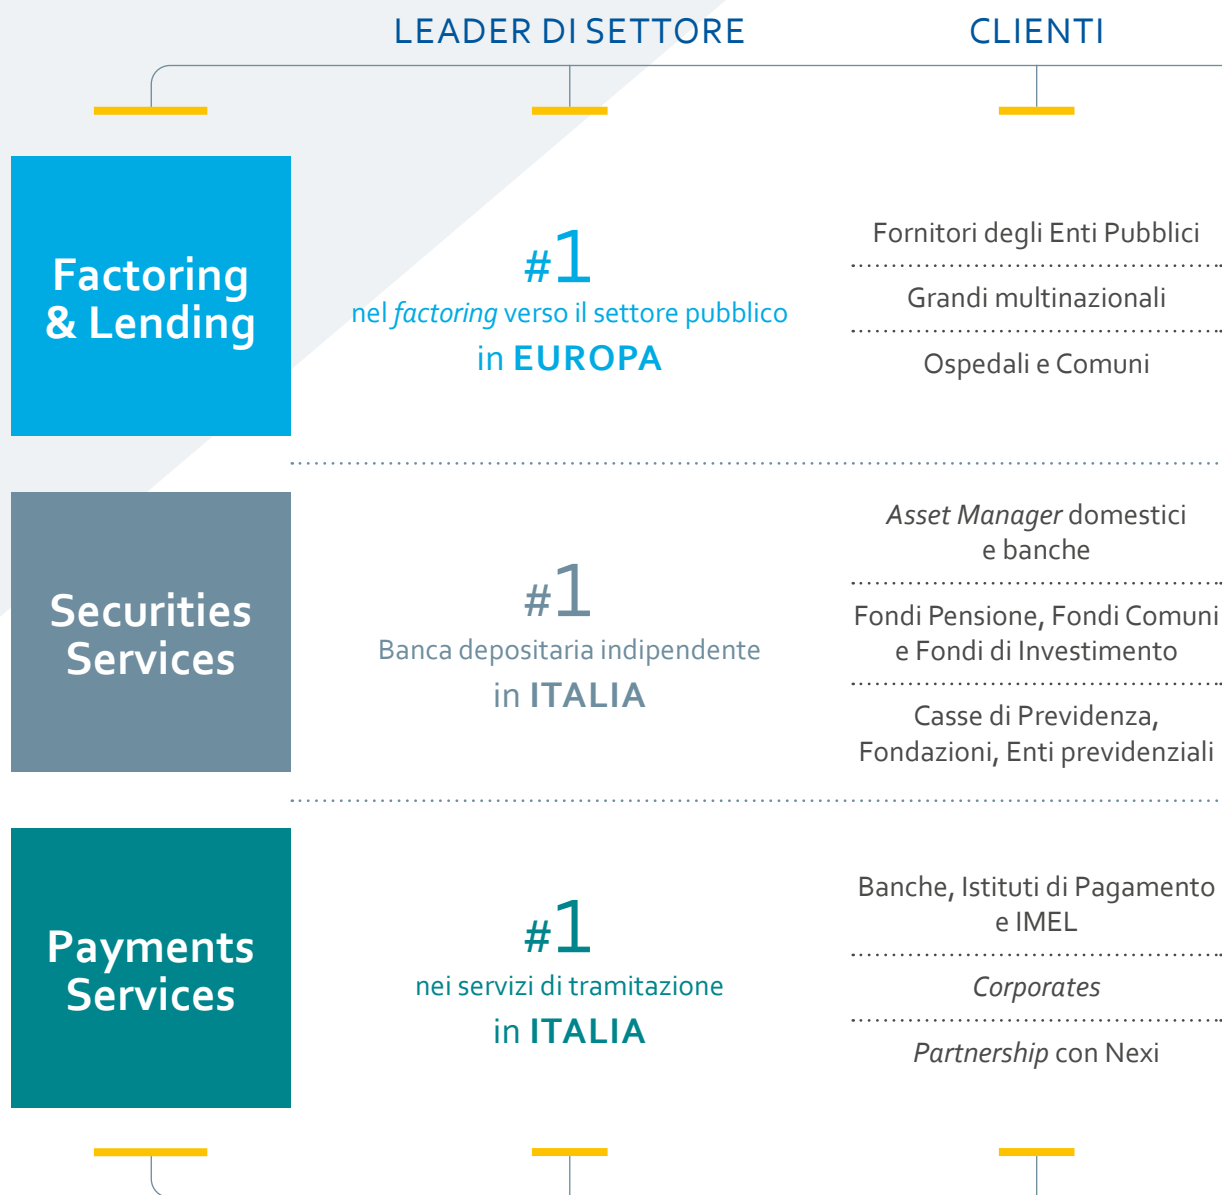 LEADER DI SETTORE
CLIENTI
Factoring
& Lending
#1
nel factoring verso il settore pubblico
in EUROPA
Fornitori degli Enti Pubblici
Grandi multinazionali
Ospedali e Comuni
Securities
Services
#1
Banca depositaria indipendente
in ITALIA
Asset Manager domestici
e banche
Fondi Pensione, Fondi Comuni
e Fondi di Investimento
Casse di Previdenza,
Fondazioni, Enti previdenziali
Payments
Services
#1
nei servizi di tramitazione
in ITALIA
Banche, Istituti di Pagamento
e IMEL
Corporates
Partnership con Nexi